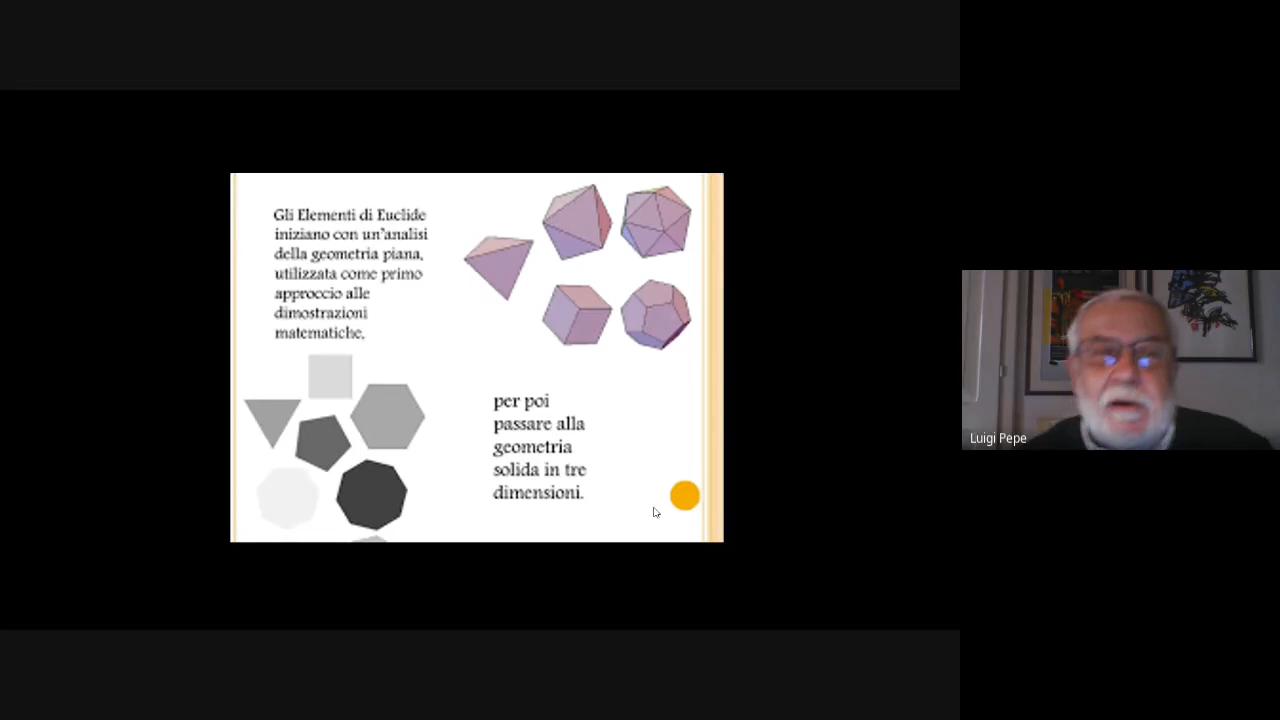 Gli Elementi di Euclide
iniziano con un'analisi
della geometria piana,
utilizzata come primo
approccio alle
dimostrazioni
matematiche,
per poi
passare alla
geometria
solida in tre
dimensioni.
Luigi Pepe